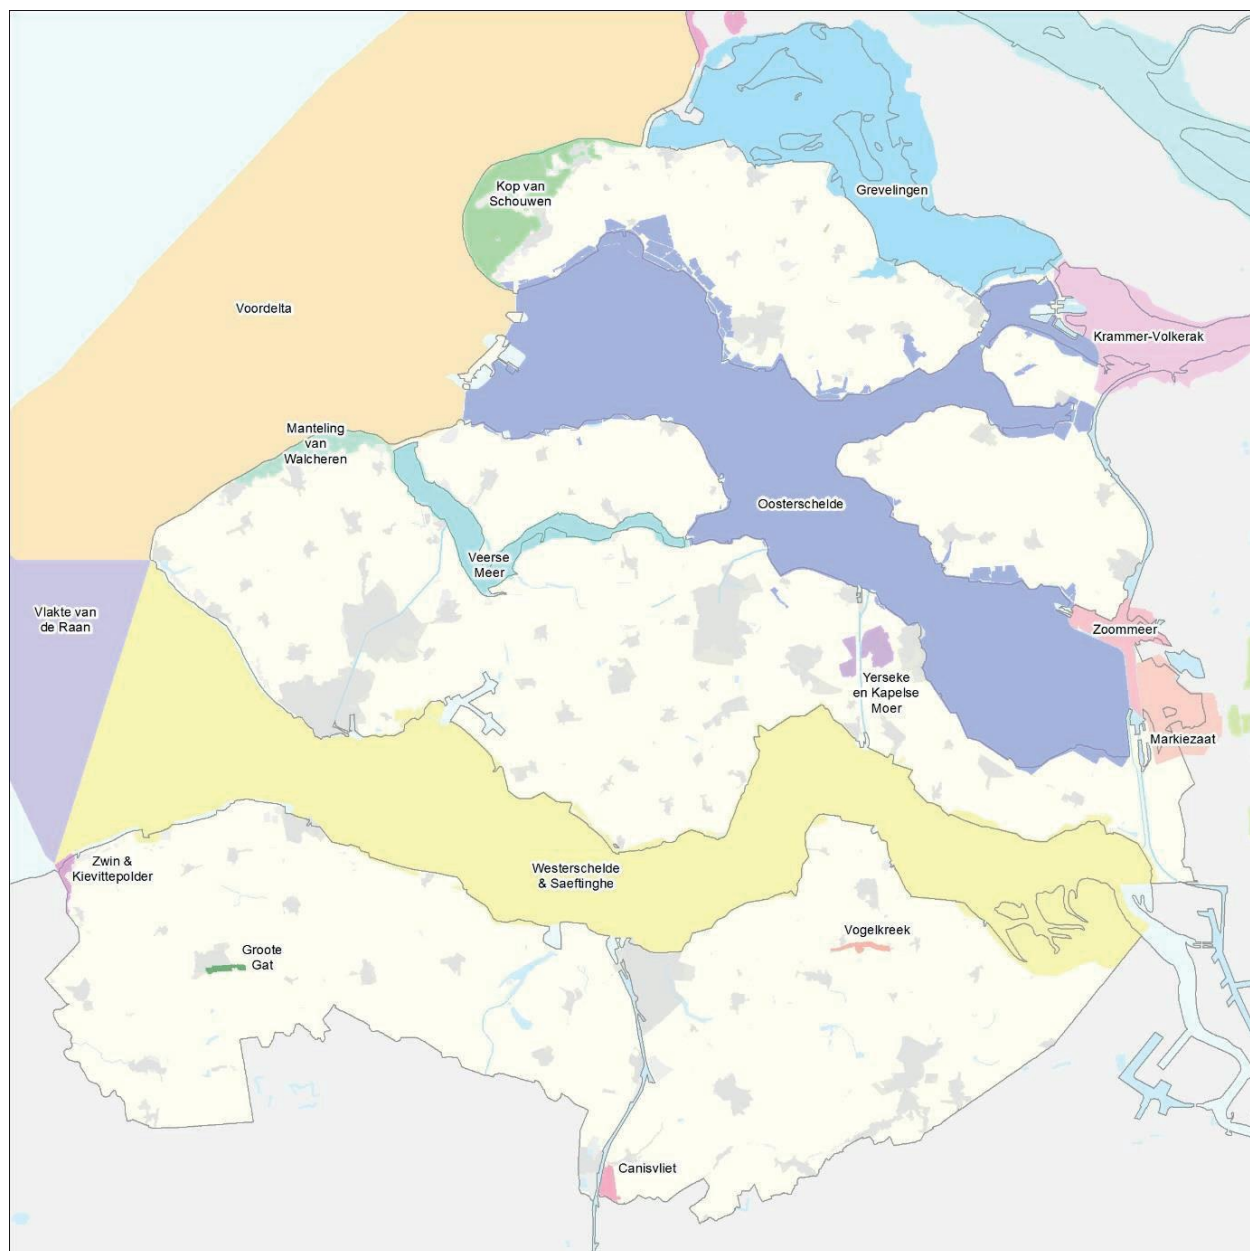 Kop van
Schouwen
Grevelingen
Voordelta
Krammer-Volkerak
Manteling
van
Walcheren
Oosterschelde
Veerse
Meer
Vlakte van
de Raan
Zoommeer
Yerseke
en Kapelse
Moer
Markiezaat
Zwin &
Kievittepolder
Westerschelde
& Saeftinghe
Vogelkreek
Groote
Gat
Canisvliet